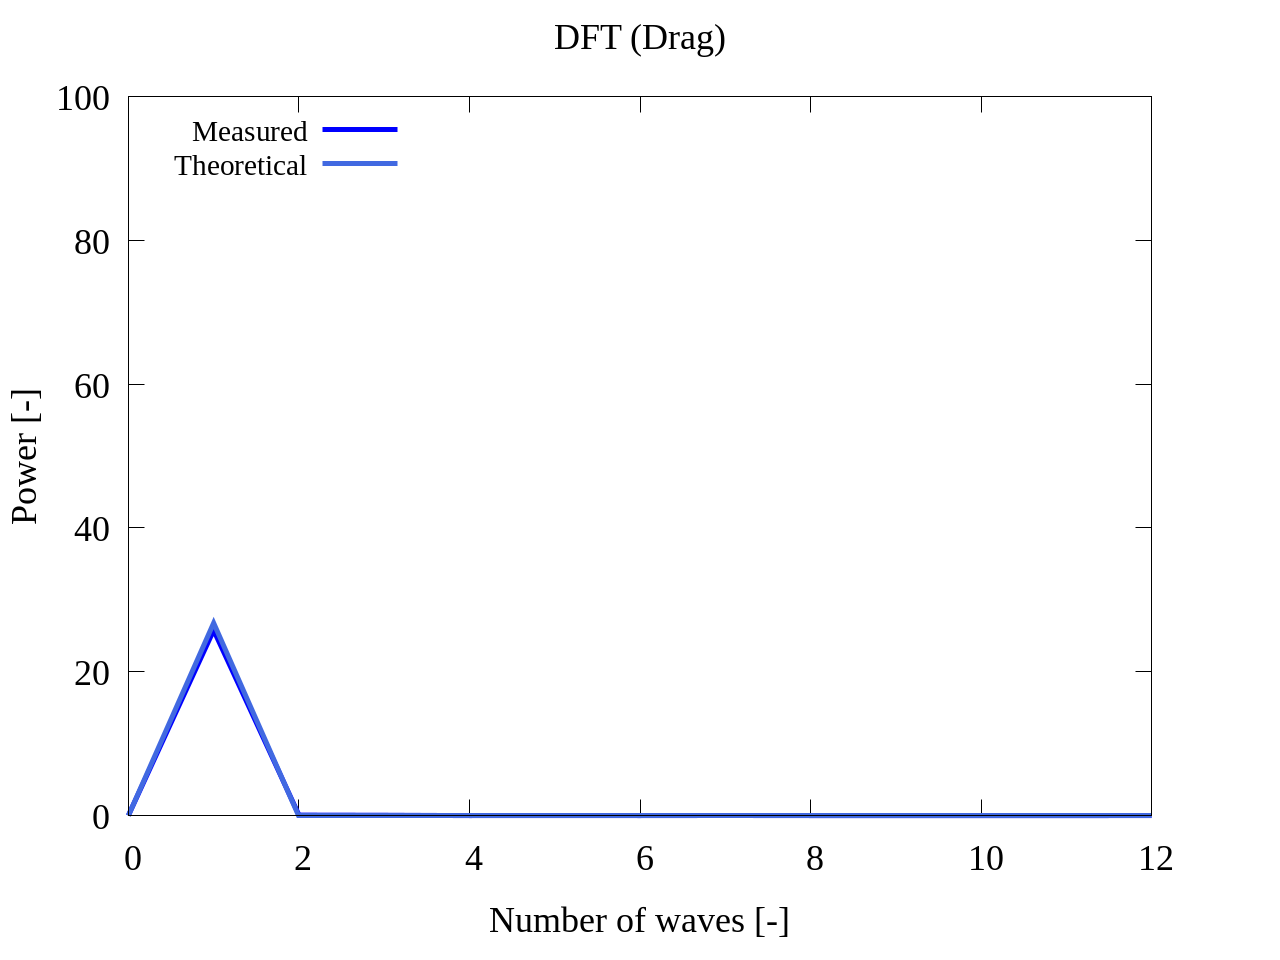 DFT (Drag)
100
Measured
Theoretical
80
60
Power [-]
40
20
0
0 2 4 6 8 10 12
Number of waves [-]